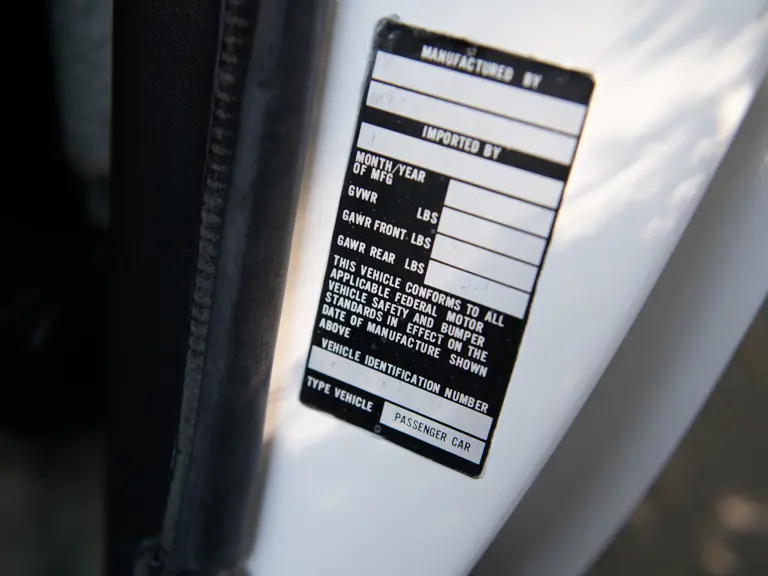 MANUFACTURED BY
IMPORTED BY
MONTH/YEAR
OF MFG
GVWR LBS
GAWR FRONT LBS
GAWR REAR LBS
THIS VEHICLE CONFORMS TO ALL
APPLICABLE FEDERAL MOTOR
VEHICLE SAFETY AND BUMPER
STANDARDS IN EFFECT ON THE
DATE OF MANUFACTURE SHOWN
ABOVE
VEHICLE IDENTIFICATION NUMBER
TYPE VEHICLE PASSENGER CAR